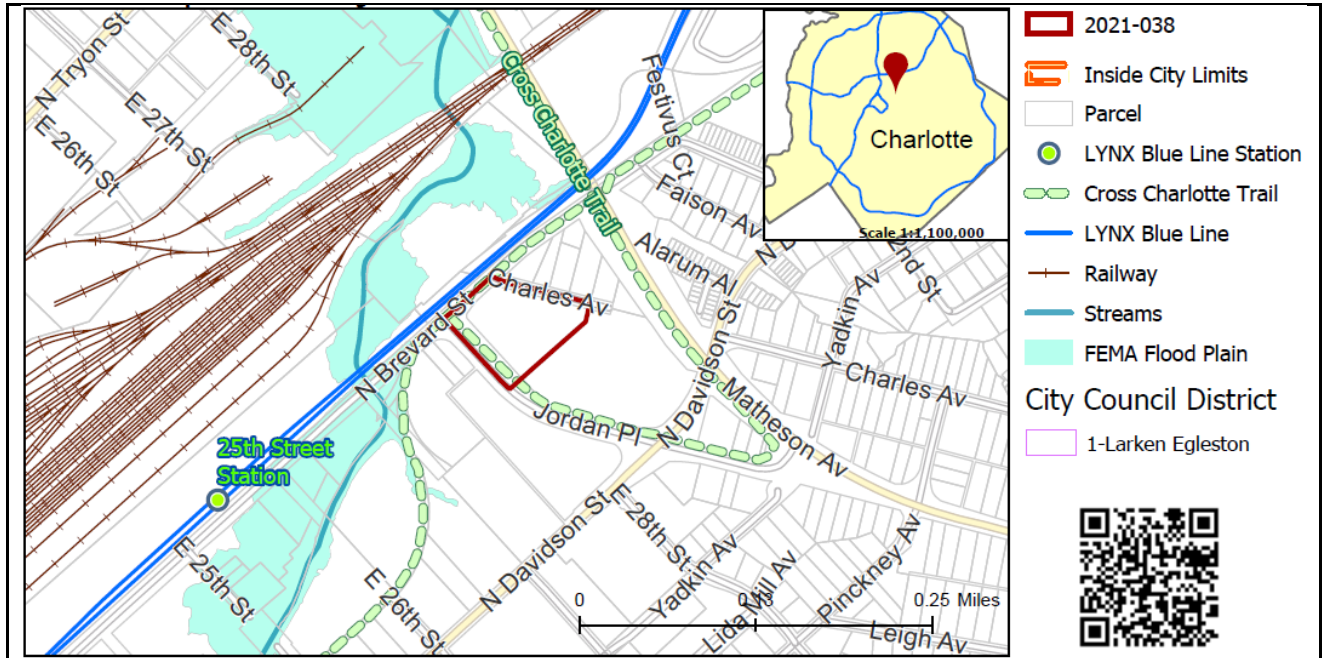 N Tryon St
E 28th St
E 27th St
E 26th St
Cross Charlotte Trail
Festivus Ct
Faison Av
Alarum Al
Charles Av
N Brevard St
Jordan Pl
N Davidson St
Matheson Av
Yadkin Av
Charles Av
2nd St
25th Street
Station
E 25th St
E 26th St
N Davidson St
E 28th St
Yadkin Av
Lida Mill Av
Pinckney Av
Leigh Av
0
0.25 Miles
Charlotte
Scale 1:1,100,000
2021-038
Inside City Limits
Parcel
LYNX Blue Line Station
Cross Charlotte Trail
LYNX Blue Line
Railway
Streams
FEMA Flood Plain
City Council District
1-Larken Egleston